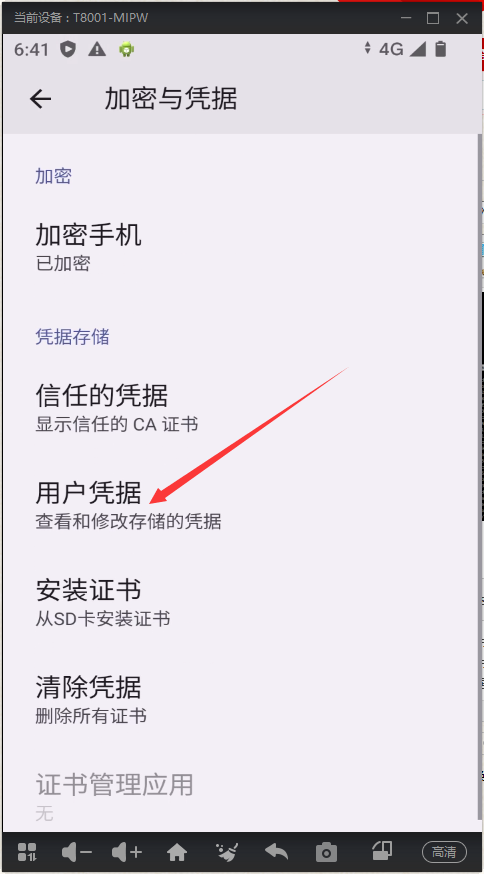 当前设备：T8001-MIPW
6:41
4G
加密与凭据
加密
加密手机
已加密
凭据存储
信任的凭据
显示信任的 CA 证书
用户凭据
查看和修改存储的凭据
安装证书
从SD卡安装证书
清除凭据
删除所有证书
证书管理应用
无
高清